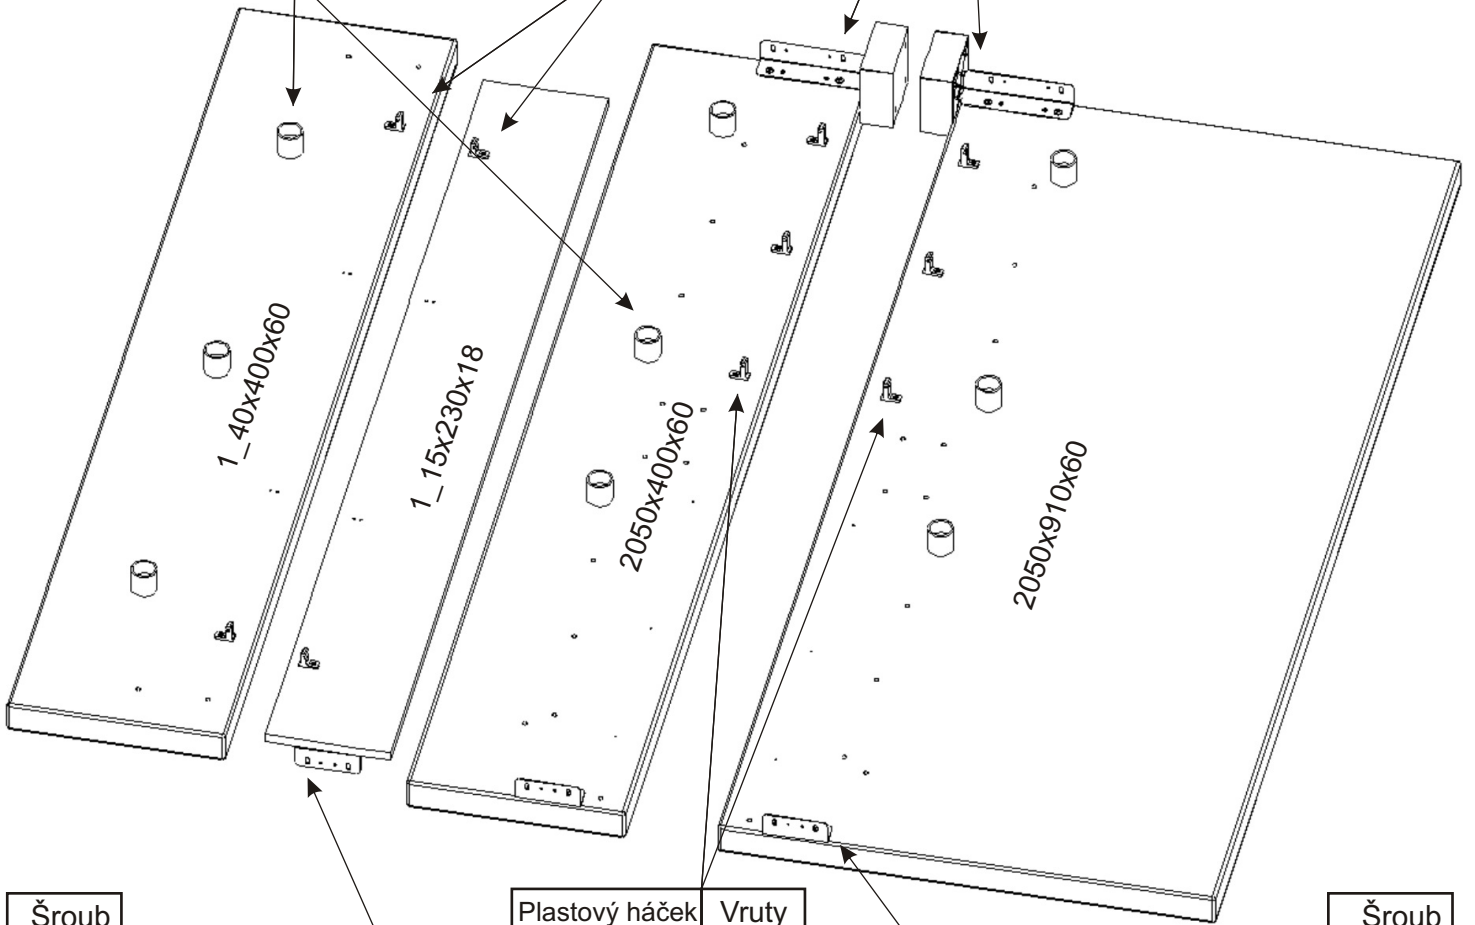 1_40x400x60
1_15x230x18
2050x400x60
2050x910x60
Šroub
Plastový háček
Vruty
Šroub